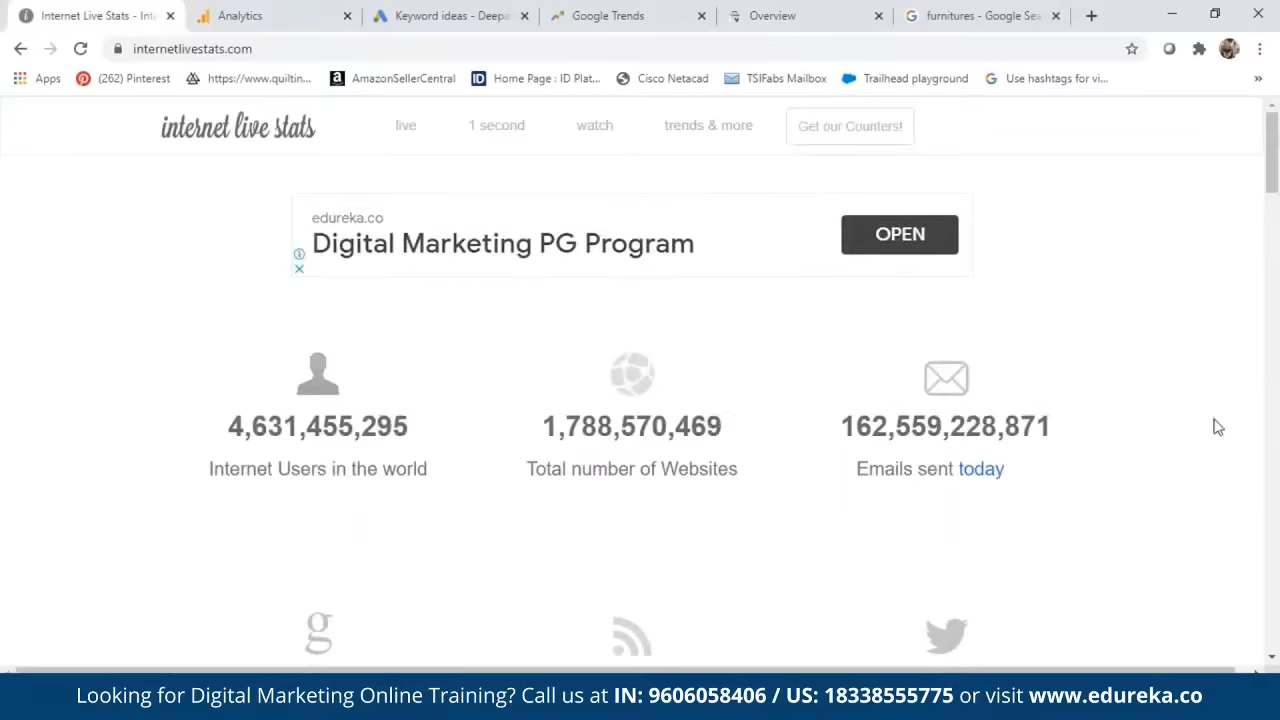 Internet Live Stats - Inte
Analytics
Keyword ideas - Deepa
Google Trends
Overview
furnitures - Google Sea
internetlivestats.com
Apps
(262) Pinterest
https://www.quiltin...
AmazonSellerCentral
ID
Home Page : ID Plat...
Cisco Netacad
TSIFabs Mailbox
Trailhead playground
Use hashtags for vi...
internet live stats
live
1 second
watch
trends & more
Get our Counters!
edureka.co
Digital Marketing PG Program
OPEN
4,631,455,295
1,788,570,469
162,559,228,871
Internet Users in the world
Total number of Websites
Emails sent today
Looking for Digital Marketing Online Training? Call us at IN: 9606058406 / US: 18338555775 or visit www.edureka.co